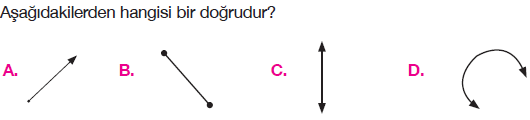 Aşağıdakilerden hangisi bir doğrudur?
A. B. C. D.